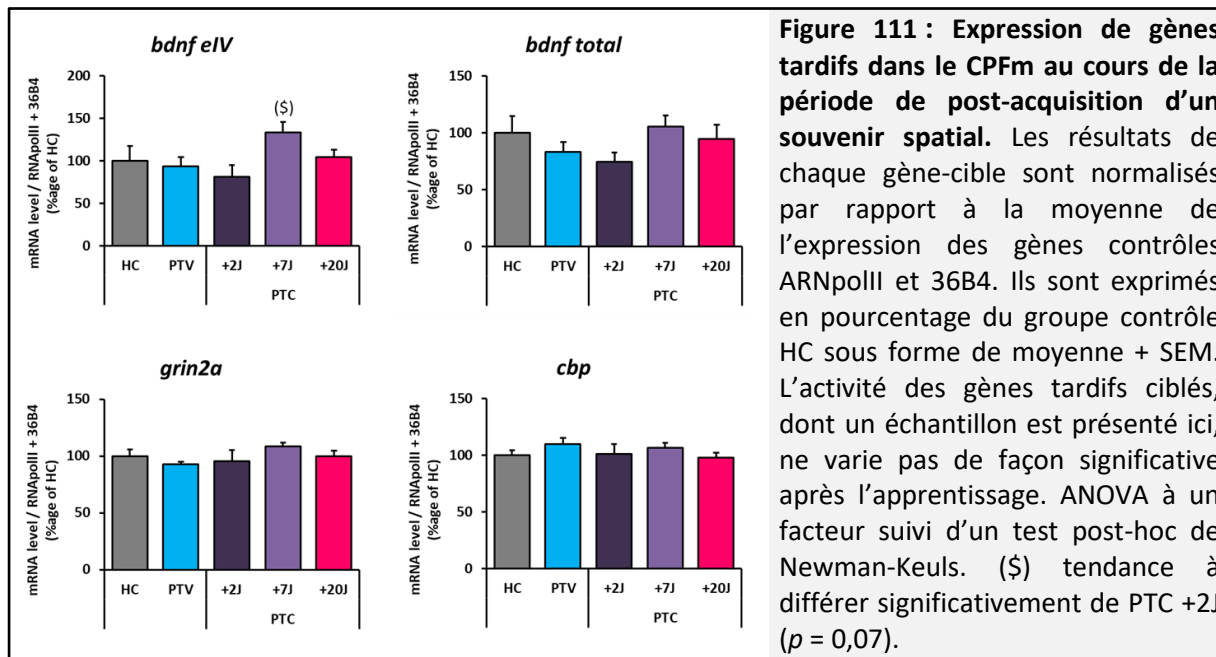 bdnf eIV
mRNA level / RNApolII + 36B4
(%age of HC)
200
150
100
50
0
($)
HC PTV +2J +7J +20J
PTC
bdnf total
mRNA level / RNApolII + 36B4
(%age of HC)
150
100
50
0
HC PTV +2J +7J +20J
PTC
grin2a
mRNA level / RNApolII + 36B4
(%age of HC)
150
100
50
0
HC PTV +2J +7J +20J
PTC
cbp
mRNA level / RNApolII + 36B4
(%age of HC)
150
100
50
0
HC PTV +2J +7J +20J
PTC
Figure 111 : Expression de gènes
tardifs dans le CPFm au cours de la
période de post-acquisition d'un
souvenir spatial. Les résultats de
chaque gène-cible sont normalisés
par rapport à la moyenne de
l'expression des gènes contrôles
ARNpolII et 36B4. Ils sont exprimés
en pourcentage du groupe contrôle
HC sous forme de moyenne + SEM.
L'activité des gènes tardifs ciblés,
dont un échantillon est présenté ici,
ne varie pas de façon significative
après l'apprentissage. ANOVA à un
facteur suivi d'un test post-hoc de
Newman-Keuls. ($) tendance à
différer significativement de PTC +2J
(p = 0,07).